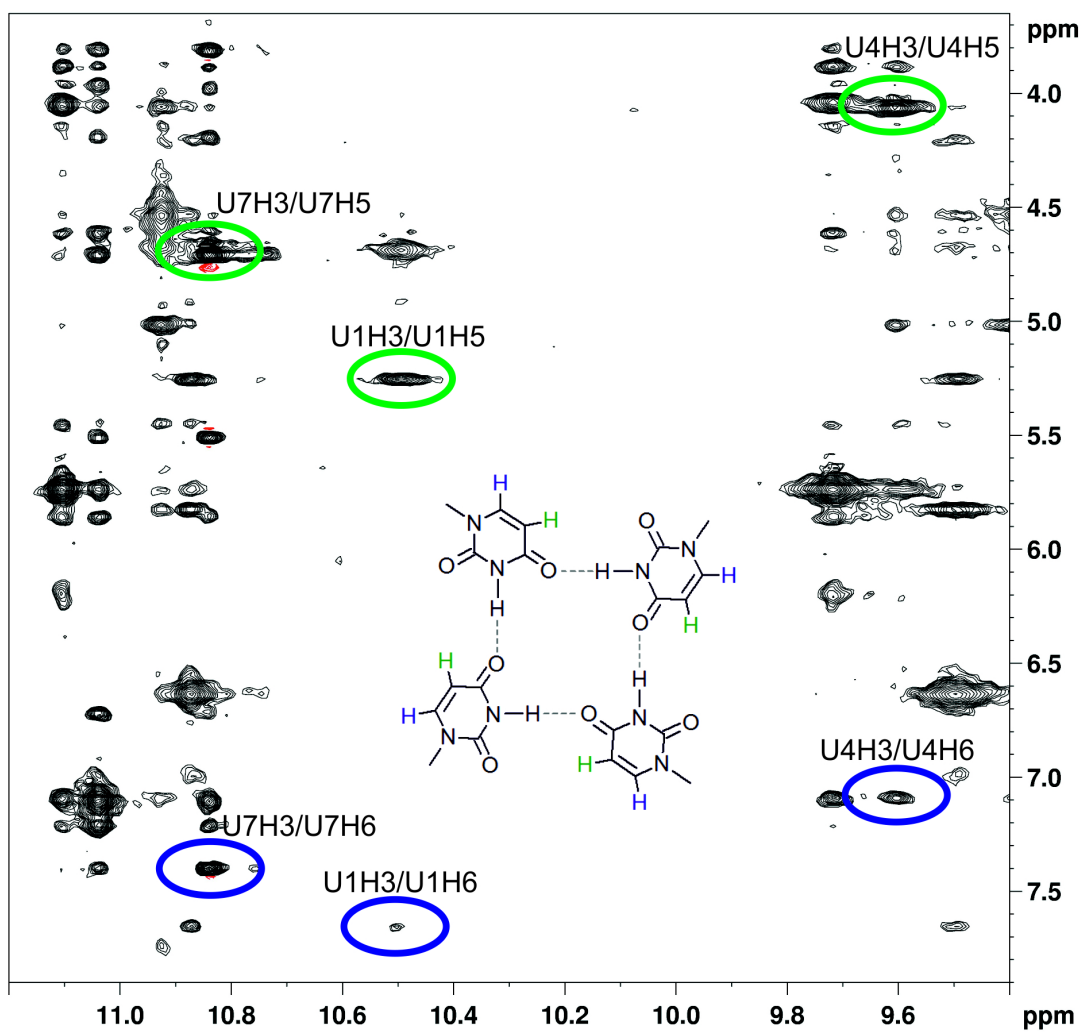 ppm
U4H3/U4H5
4.0
U7H3/U7H5
4.5
5.0
U1H3/U1H5
5.5
H
N
H
O
N
O
O
N
O
H
N
H
6.0
H
O
H
H
O
H
6.5
H
N
H
O
N
O
U4H3/U4H6
N
O
H
N
7.0
H
U7H3/U7H6
U1H3/U1H6
7.5
11.0 10.8 10.6 10.4 10.2 10.0 9.8 9.6 ppm